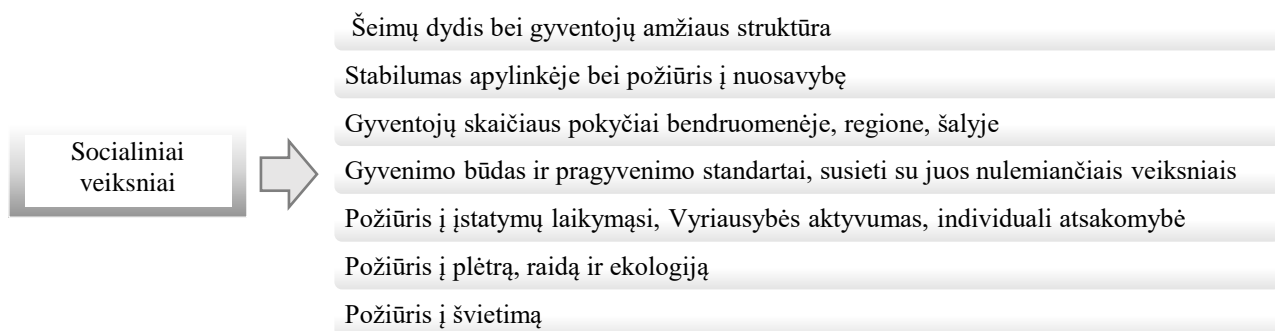 Socialiniai
veiksniai
Šeimų dydis bei gyventojų amžiaus struktūra
Stabilumas apylinkėje bei požiūris į nuosavybę
Gyventojų skaičiaus pokyčiai bendruomenėje, regione, šalyje
Gyvenimo būdas ir pragyvenimo standartai, susieti su juos nulemiančiais veiksniais
Požiūris į įstatymų laikymąsi, Vyriausybės aktyvumas, individuali atsakomybė
Požiūris į plėtrą, raidą ir ekologiją
Požiūris į švietimą